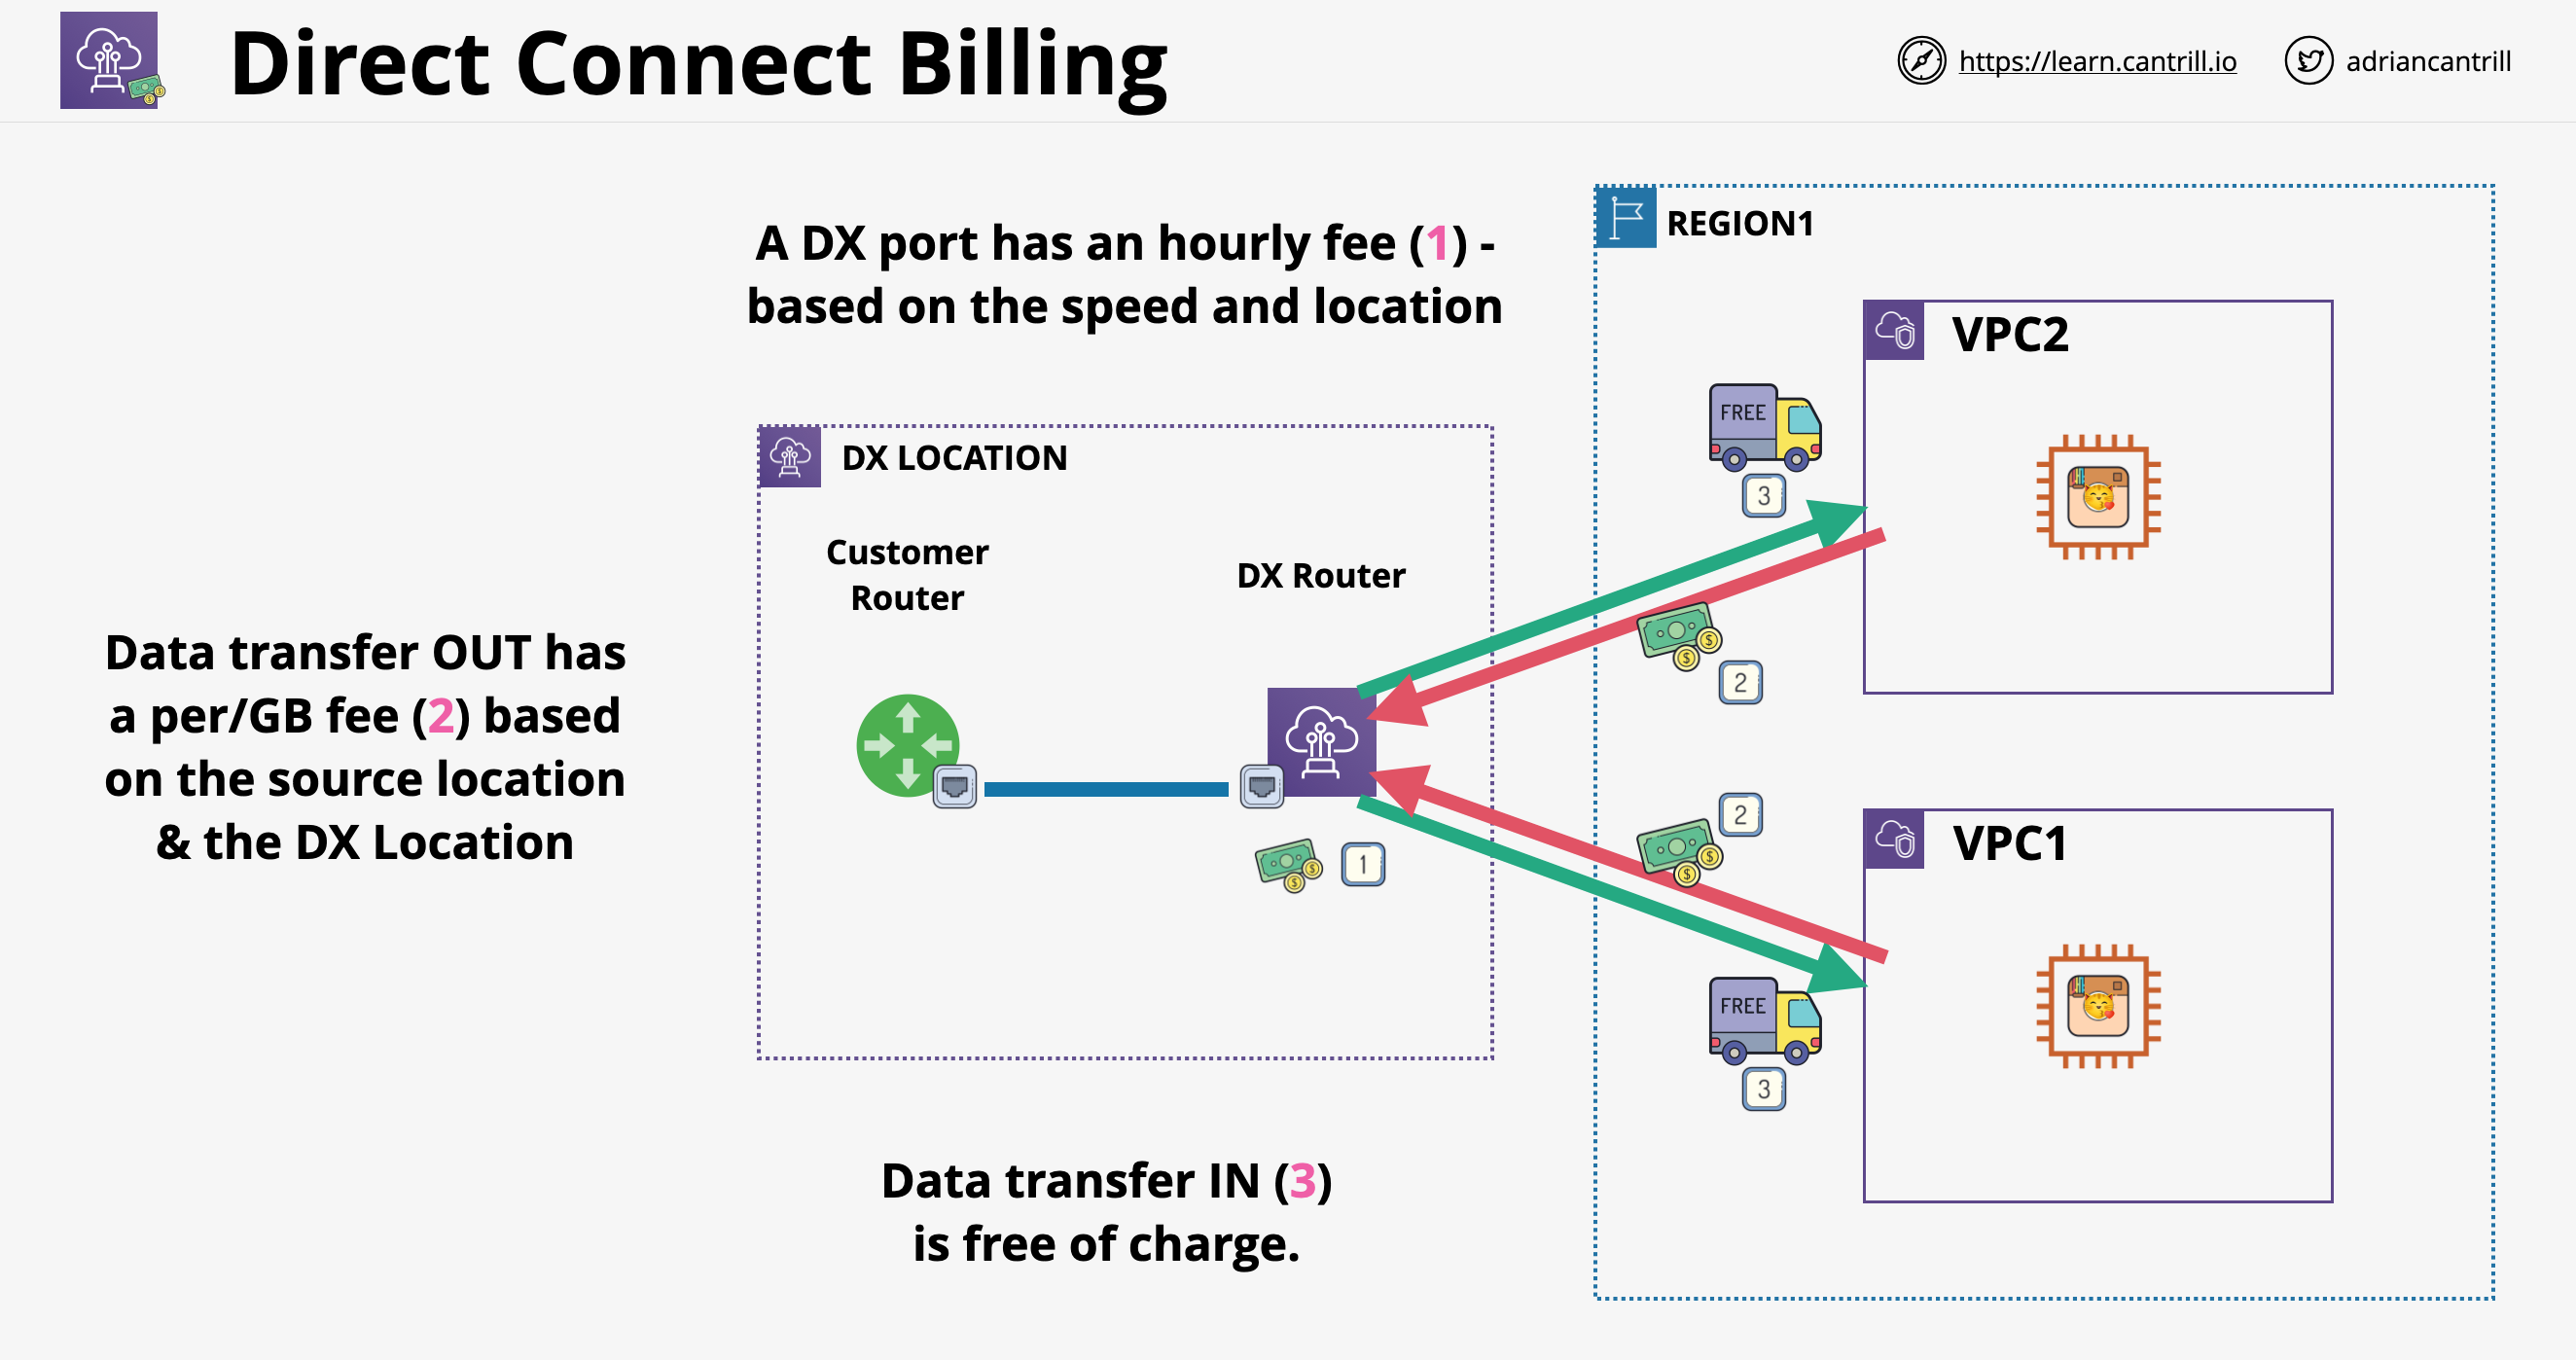 Direct Connect Billing
https://learn.cantrill.io
adriancantrill
A DX port has an hourly fee (1) -
based on the speed and location
REGION1
VPC2
FREE
3
DX LOCATION
Customer
Router
DX Router
Data transfer OUT has
a per/GB fee (2) based
on the source location
& the DX Location
2
2
1
VPC1
FREE
3
Data transfer IN (3)
is free of charge.